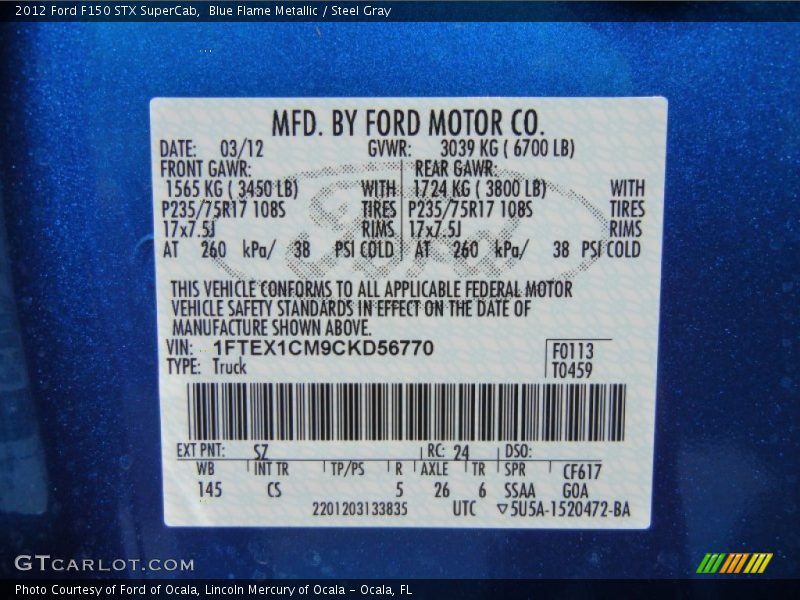 2012 Ford F150 STX SuperCab,  Blue Flame Metallic / Steel Gray
MFD. BY FORD MOTOR CO.
DATE: 03/12 GVWR: 3039 KG ( 6700 LB)
FRONT GAWR: REAR GAWR:
1565 KG ( 3450 LB) WITH 1724 KG ( 3800 LB) WITH
P235/75R17 108S TIRES P235/75R17 108S TIRES
17x7.5J RIMS 17x7.5J RIMS
AT 260 kPa/ 38 PSI COLD AT 260 kPa/ 38 PSI COLD
THIS VEHICLE CONFORMS TO ALL APPLICABLE FEDERAL MOTOR
VEHICLE SAFETY STANDARDS IN EFFECT ON THE DATE OF
MANUFACTURE SHOWN ABOVE.
VIN: 1FTEX1CM9CKD56770 F0113
TYPE: Truck T0459
EXT PNT: SZ RC: 24 DSO:
WB INT TR TP/PS R AXLE TR SPR CF617
145 CS 5 26 6 SSAA GOA
2201203133835 UTC ▽5U5A-1520472-BA
GTCARLOT.COM
Photo Courtesy of Ford of Ocala, Lincoln Mercury of Ocala - Ocala, FL